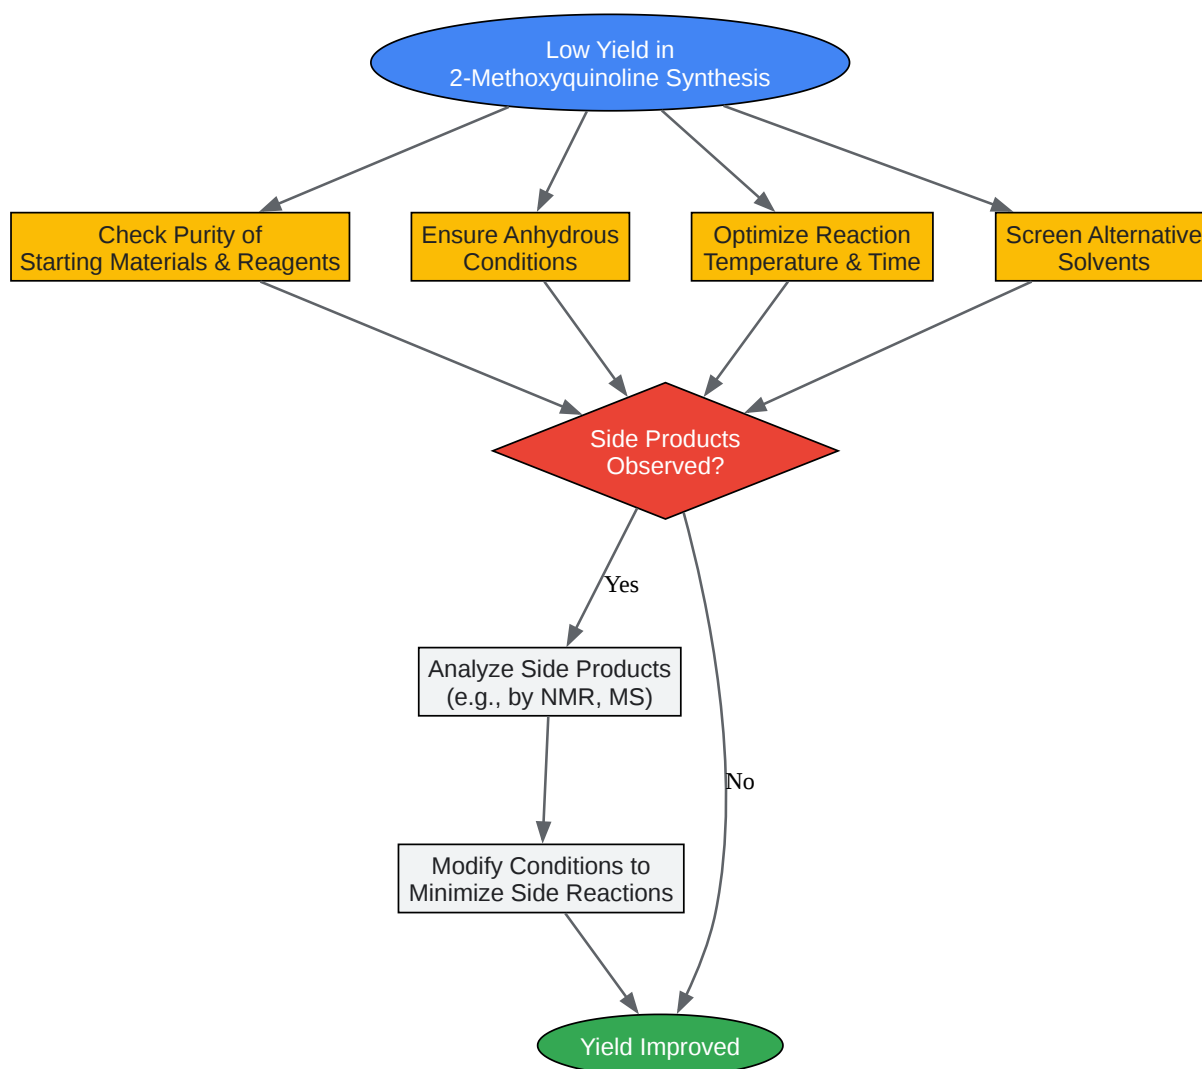 Low Yield in
2-Methoxyquinoline Synthesis
Check Purity of
Starting Materials & Reagents
Ensure Anhydrous
Conditions
Optimize Reaction
Temperature & Time
Screen Alternative
Solvents
Side Products
Observed?
Yes
Analyze Side Products
(e.g., by NMR, MS)
No
Modify Conditions to
Minimize Side Reactions
Yield Improved